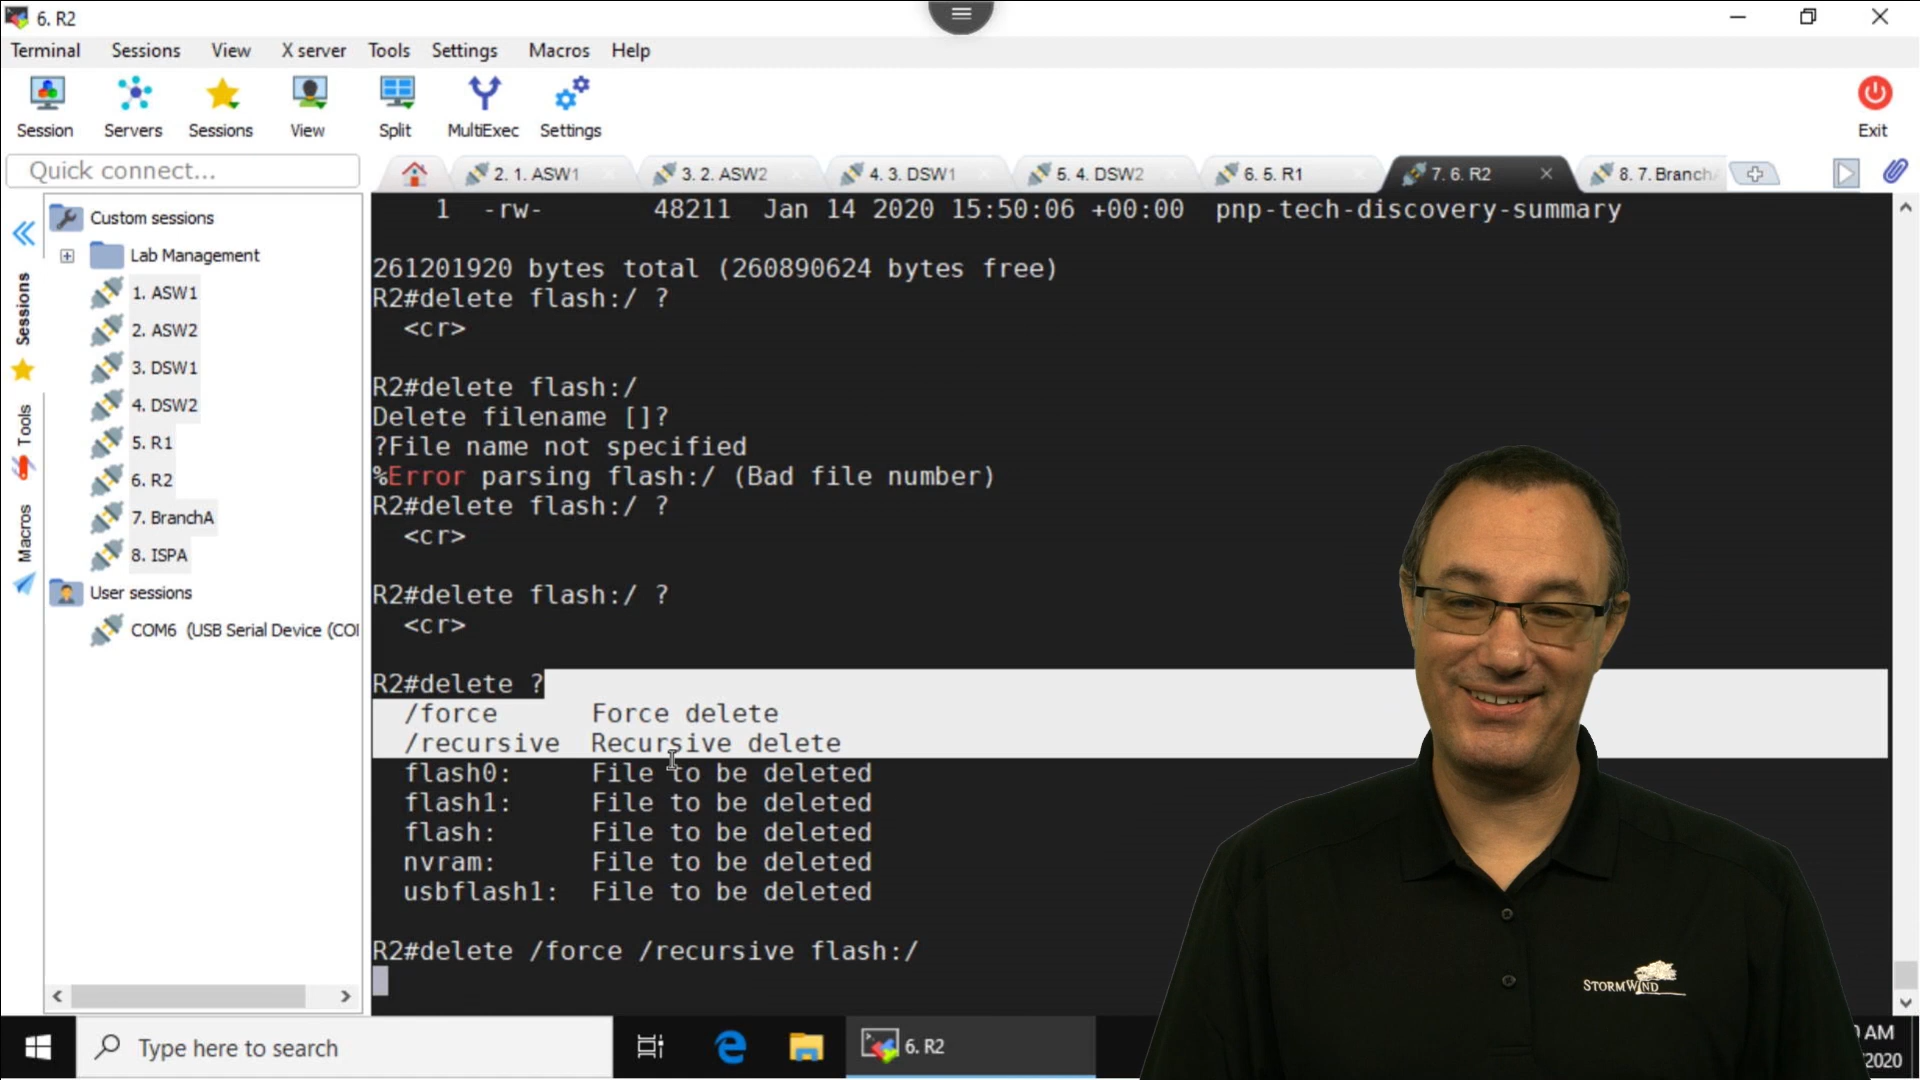 6. R2
Terminal Sessions View X server Tools Settings Macros Help
Session Servers Sessions View Split MultiExec Settings Exit
Quick connect...
2. 1. ASW1 3. 2. ASW2 4. 3. DSW1 5. 4. DSW2 6. 5. R1 7. 6. R2 8. 7. Branch
Sessions
Tools
Macros
Custom sessions
Lab Management
1. ASW1
2. ASW2
3. DSW1
4. DSW2
5. R1
6. R2
7. BranchA
8. ISPA
User sessions
COM6 (USB Serial Device (COI
1 -rw- 48211 Jan 14 2020 15:50:06 +00:00 pnp-tech-discovery-summary
261201920 bytes total (260890624 bytes free)
R2#delete flash:/ ?
<cr>
R2#delete flash:/
Delete filename []?
?File name not specified
%Error parsing flash:/ (Bad file number)
R2#delete flash:/ ?
<cr>
R2#delete flash:/ ?
<cr>
R2#delete ?
/force Force delete
/recursive Recursive delete
flash0: File to be deleted
flash1: File to be deleted
flash: File to be deleted
nvram: File to be deleted
usbflash1: File to be deleted
R2#delete /force /recursive flash:/
STORMWIND
Type here to search
6. R2
AM
2020